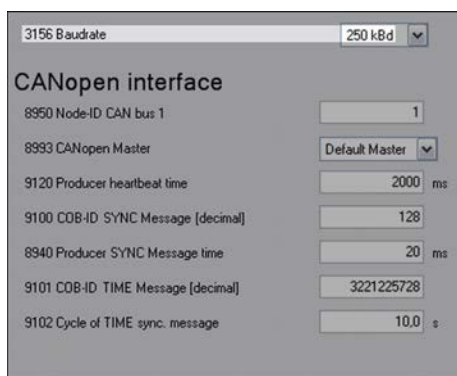 3156 Baudrate 250 kBd
CANopen interface
8950 Node-ID CAN bus 1 1
8993 CANopen Master Default Master
9120 Producer heartbeat time 2000 ms
9100 COB-ID SYNC Message [decimal] 128
8940 Producer SYNC Message time 20 ms
9101 COB-ID TIME Message [decimal] 3221225728
9102 Cycle of TIME sync. message 10,0 s